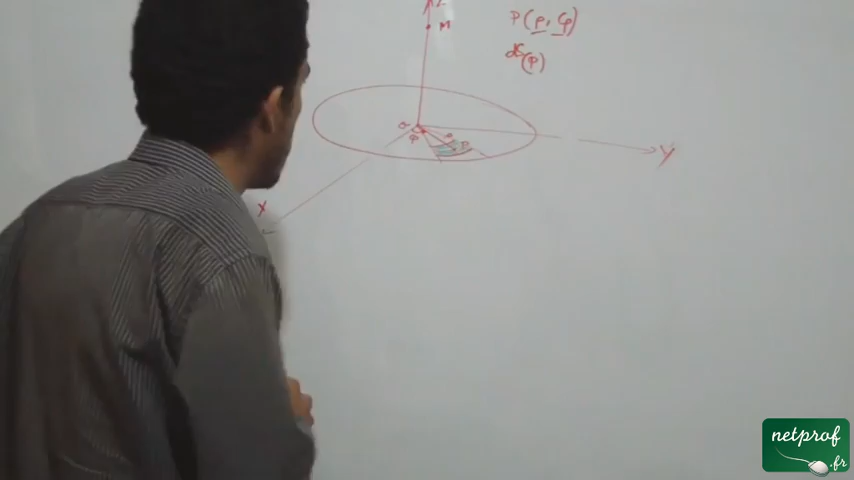 Z
M
P(ρ, φ)
(P)
O
ρ
P
φ
Y
X
netprof
.fr